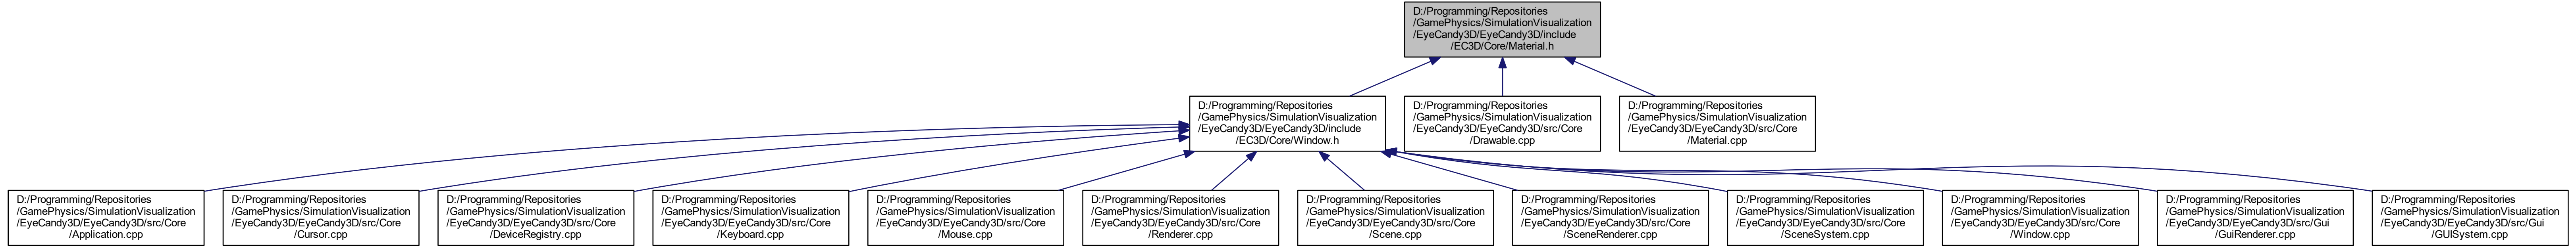 D:/Programming/Repositories
/GamePhysics/SimulationVisualization
/EyeCandy3D/EyeCandy3D/include
/EC3D/Core/Material.h
D:/Programming/Repositories
/GamePhysics/SimulationVisualization
/EyeCandy3D/EyeCandy3D/include
/EC3D/Core/Window.h
D:/Programming/Repositories
/GamePhysics/SimulationVisualization
/EyeCandy3D/EyeCandy3D/src/Core
/Drawable.cpp
D:/Programming/Repositories
/GamePhysics/SimulationVisualization
/EyeCandy3D/EyeCandy3D/src/Core
/Material.cpp
D:/Programming/Repositories
/GamePhysics/SimulationVisualization
/EyeCandy3D/EyeCandy3D/src/Core
/Application.cpp
D:/Programming/Repositories
/GamePhysics/SimulationVisualization
/EyeCandy3D/EyeCandy3D/src/Core
/Cursor.cpp
D:/Programming/Repositories
/GamePhysics/SimulationVisualization
/EyeCandy3D/EyeCandy3D/src/Core
/DeviceRegistry.cpp
D:/Programming/Repositories
/GamePhysics/SimulationVisualization
/EyeCandy3D/EyeCandy3D/src/Core
/Keyboard.cpp
D:/Programming/Repositories
/GamePhysics/SimulationVisualization
/EyeCandy3D/EyeCandy3D/src/Core
/Mouse.cpp
D:/Programming/Repositories
/GamePhysics/SimulationVisualization
/EyeCandy3D/EyeCandy3D/src/Core
/Renderer.cpp
D:/Programming/Repositories
/GamePhysics/SimulationVisualization
/EyeCandy3D/EyeCandy3D/src/Core
/Scene.cpp
D:/Programming/Repositories
/GamePhysics/SimulationVisualization
/EyeCandy3D/EyeCandy3D/src/Core
/SceneRenderer.cpp
D:/Programming/Repositories
/GamePhysics/SimulationVisualization
/EyeCandy3D/EyeCandy3D/src/Core
/SceneSystem.cpp
D:/Programming/Repositories
/GamePhysics/SimulationVisualization
/EyeCandy3D/EyeCandy3D/src/Core
/Window.cpp
D:/Programming/Repositories
/GamePhysics/SimulationVisualization
/EyeCandy3D/EyeCandy3D/src/Gui
/GuiRenderer.cpp
D:/Programming/Repositories
/GamePhysics/SimulationVisualization
/EyeCandy3D/EyeCandy3D/src/Gui
/GUISystem.cpp